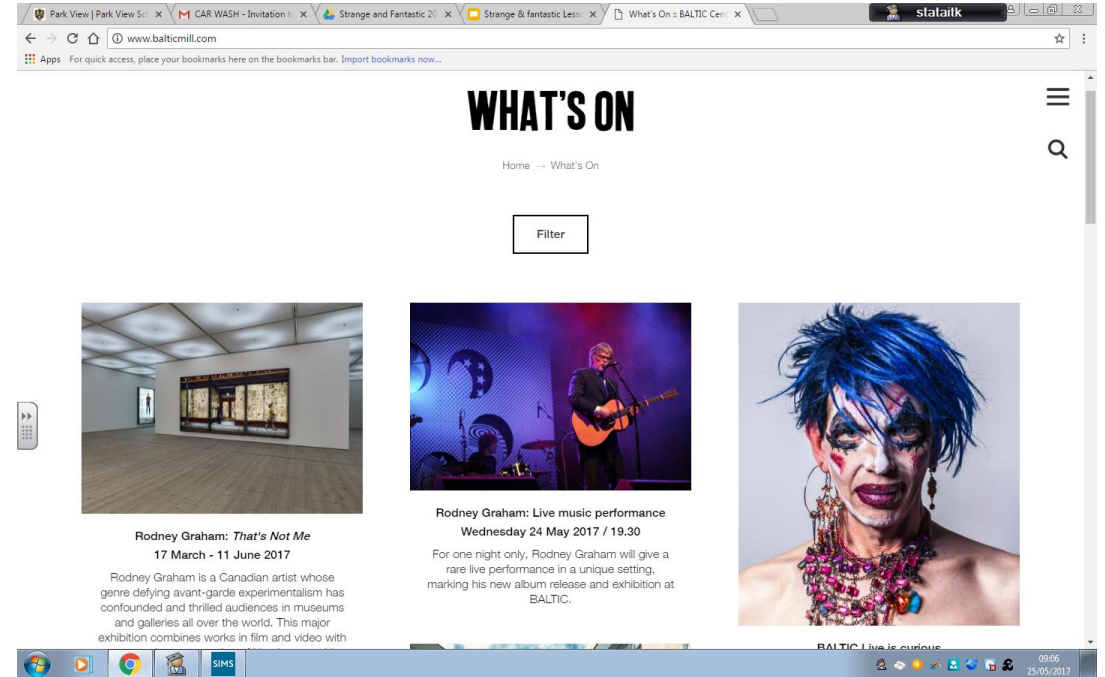 Park View | Park View Sch
CAR WASH - Invitation t
Strange and Fantastic 20
Strange & fantastic Less
What's On :: BALTIC Cen
stataitk
www.balticmill.com
Apps For quick access, place your bookmarks here on the bookmarks bar. Import bookmarks now...
WHAT'S ON
Home → What's On
Filter
Rodney Graham: That's Not Me
17 March - 11 June 2017
Rodney Graham is a Canadian artist whose
genre defying avant-garde experimentalism has
confounded and thrilled audiences in museums
and galleries all over the world. This major
exhibition combines works in film and video with
Rodney Graham: Live music performance
Wednesday 24 May 2017 / 19.30
For one night only, Rodney Graham will give a
rare live performance in a unique setting,
marking his new album release and exhibition at
BALTIC.
BALTIC Live is curious
SIMS
09:06
25/05/2017